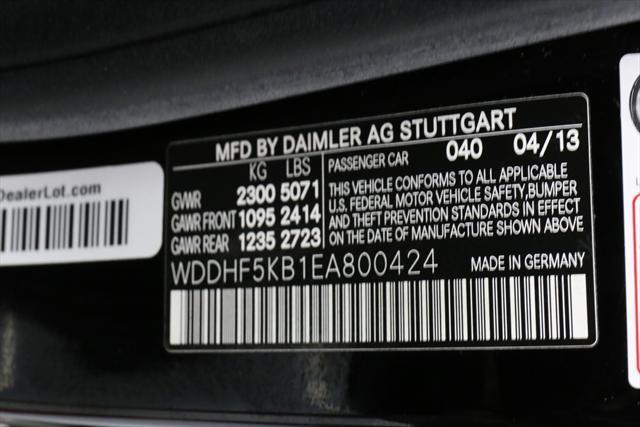 MFD BY DAIMLER AG STUTTGART
KG LBS
GVWR 2300 5071
GAWR FRONT 1095 2414
GAWR REAR 1235 2723
PASSENGER CAR 040 04/13
THIS VEHICLE CONFORMS TO ALL APPLICABLE
U.S. FEDERAL MOTOR VEHICLE SAFETY, BUMPER
AND THEFT PREVENTION STANDARDS IN EFFECT
ON THE DATE OF MANUFACTURE SHOWN ABOVE.
WDDHF5KB1EA800424 MADE IN GERMANY
DealerLot.com